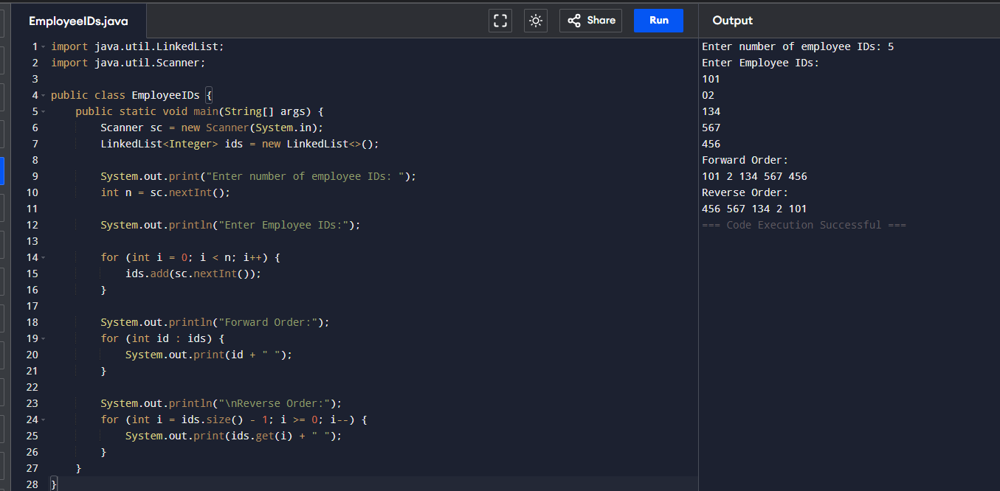 EmployeeIDs.java
Share
Run
Output
1 import java.util.LinkedList;
2 import java.util.Scanner;
3
4 public class EmployeeIDs {
5     public static void main(String[] args) {
6         Scanner sc = new Scanner(System.in);
7         LinkedList<Integer> ids = new LinkedList<>();
8
9         System.out.print("Enter number of employee IDs: ");
10         int n = sc.nextInt();
11
12         System.out.println("Enter Employee IDs:");
13
14         for (int i = 0; i < n; i++) {
15             ids.add(sc.nextInt());
16         }
17
18         System.out.println("Forward Order:");
19         for (int id : ids) {
20             System.out.print(id + " ");
21         }
22
23         System.out.println("\nReverse Order:");
24         for (int i = ids.size() - 1; i >= 0; i--) {
25             System.out.print(ids.get(i) + " ");
26         }
27     }
28 }
Enter number of employee IDs: 5
Enter Employee IDs:
101
02
134
567
456
Forward Order:
101 2 134 567 456
Reverse Order:
456 567 134 2 101
=== Code Execution Successful ===